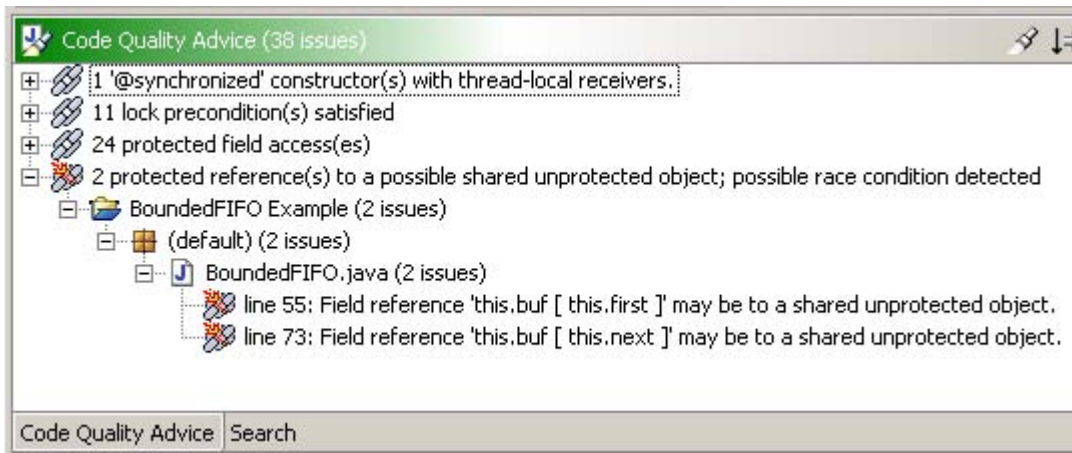 Code Quality Advice (38 issues)
1 '@synchronized' constructor(s) with thread-local receivers.
11 lock precondition(s) satisfied
24 protected field access(es)
2 protected reference(s) to a possible shared unprotected object; possible race condition detected
BoundedFIFO Example (2 issues)
(default) (2 issues)
BoundedFIFO.java (2 issues)
line 55: Field reference 'this.buf [ this.first ]' may be to a shared unprotected object.
line 73: Field reference 'this.buf [ this.next ]' may be to a shared unprotected object.
Code Quality Advice Search